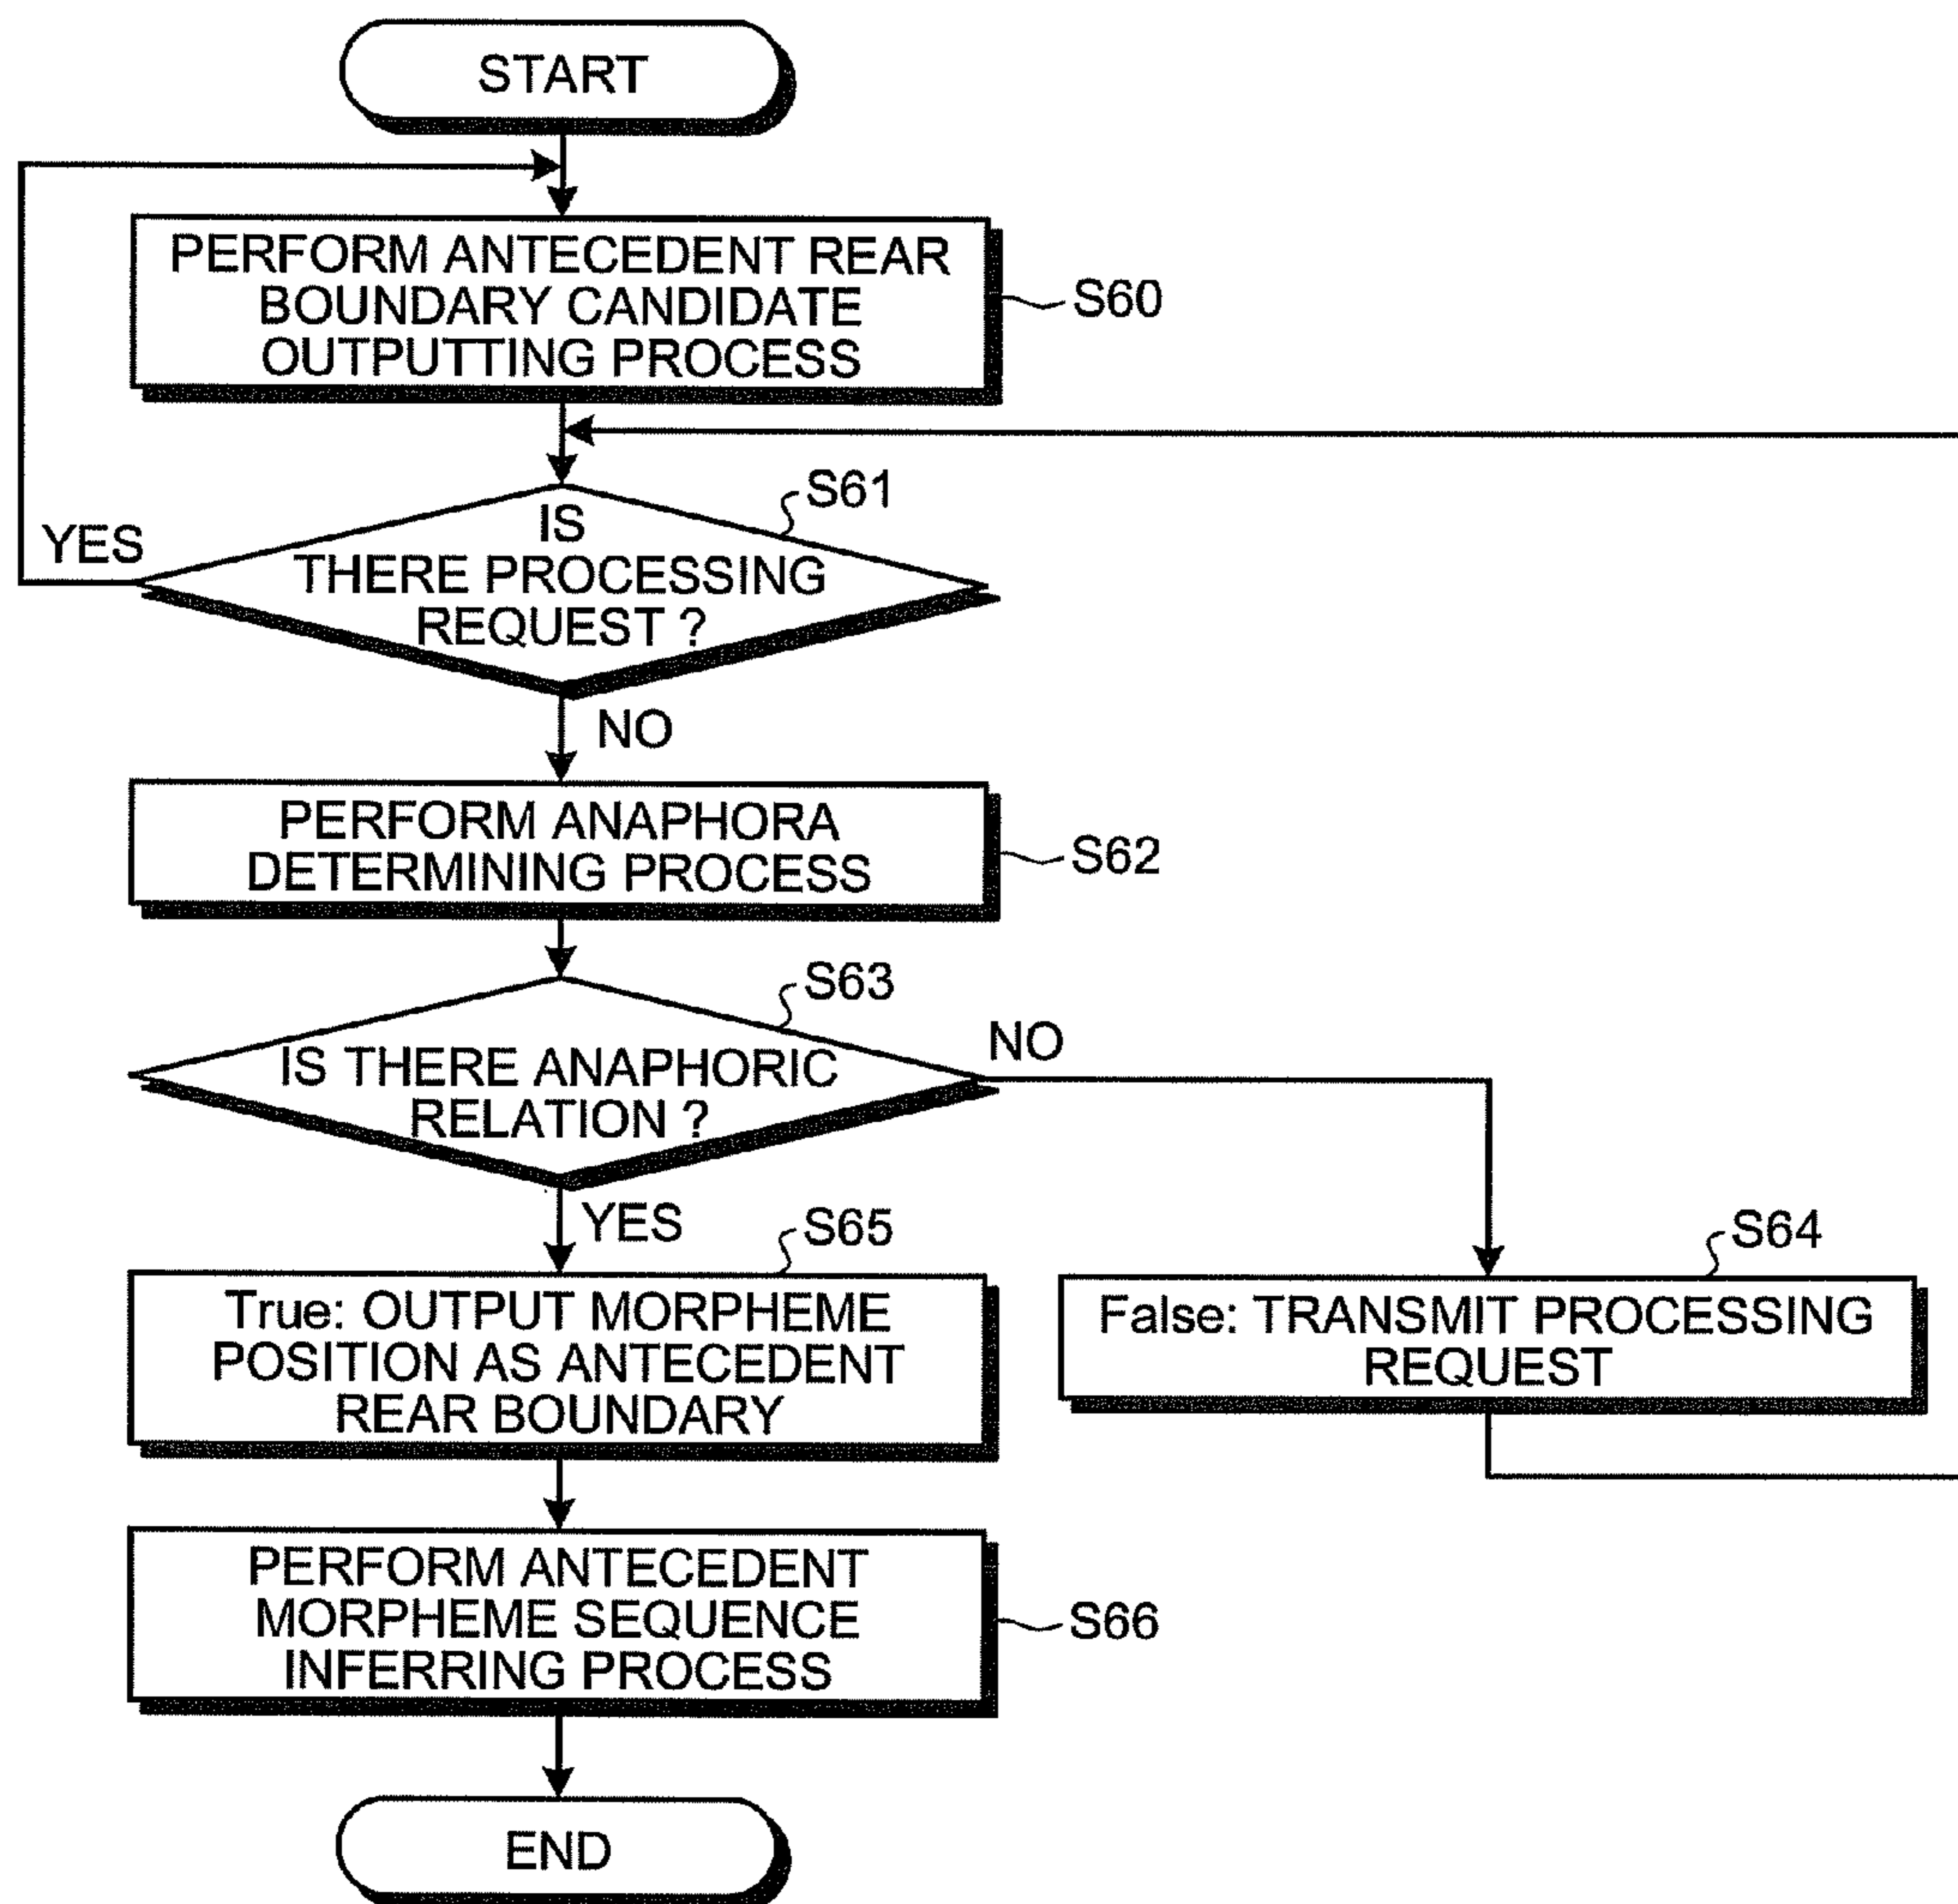 START
PERFORM ANTECEDENT REAR
BOUNDARY CANDIDATE
OUTPUTTING PROCESS
S60
S61
IS
THERE PROCESSING
REQUEST ?
YES
NO
PERFORM ANAPHORA
DETERMINING PROCESS
S62
S63
IS THERE ANAPHORIC
RELATION ?
NO
YES
S65
True: OUTPUT MORPHEME
POSITION AS ANTECEDENT
REAR BOUNDARY
S64
False: TRANSMIT PROCESSING
REQUEST
PERFORM ANTECEDENT
MORPHEME SEQUENCE
INFERRING PROCESS
S66
END